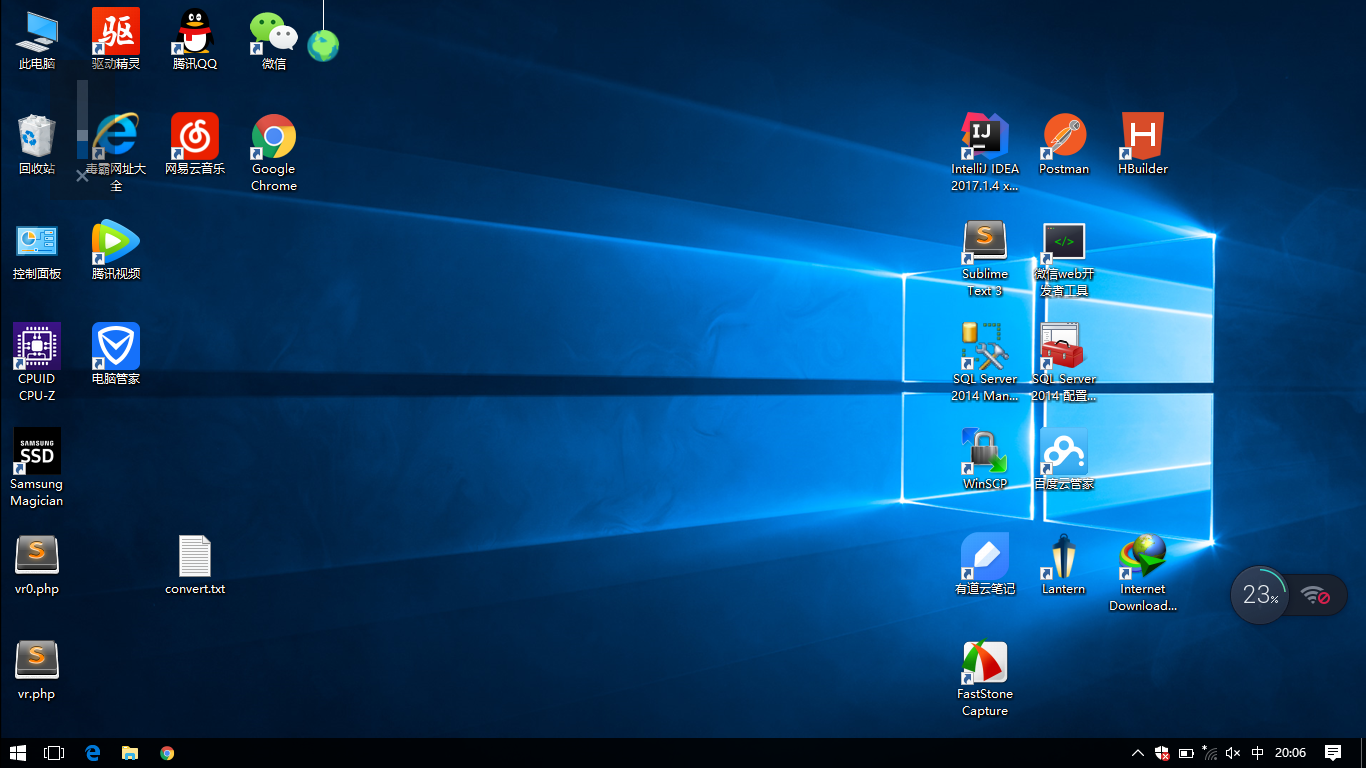 此电脑
驱
驱动精灵
腾讯QQ
微信
回收站
毒霸网址大
全
网易云音乐
Google
Chrome
IJ
IntelliJ IDEA
2017.1.4 x...
Postman
H
HBuilder
控制面板
腾讯视频
S
Sublime
Text 3
</>
微信web开
发者工具
CPUID
CPU-Z
电脑管家
SQL Server
2014 Man...
SQL Server
2014 配置...
SAMSUNG
SSD
Samsung
Magician
WinSCP
百度云管家
S
vr0.php
convert.txt
有道云笔记
Lantern
Internet
Download...
23%
S
vr.php
FastStone
Capture
中
20:06